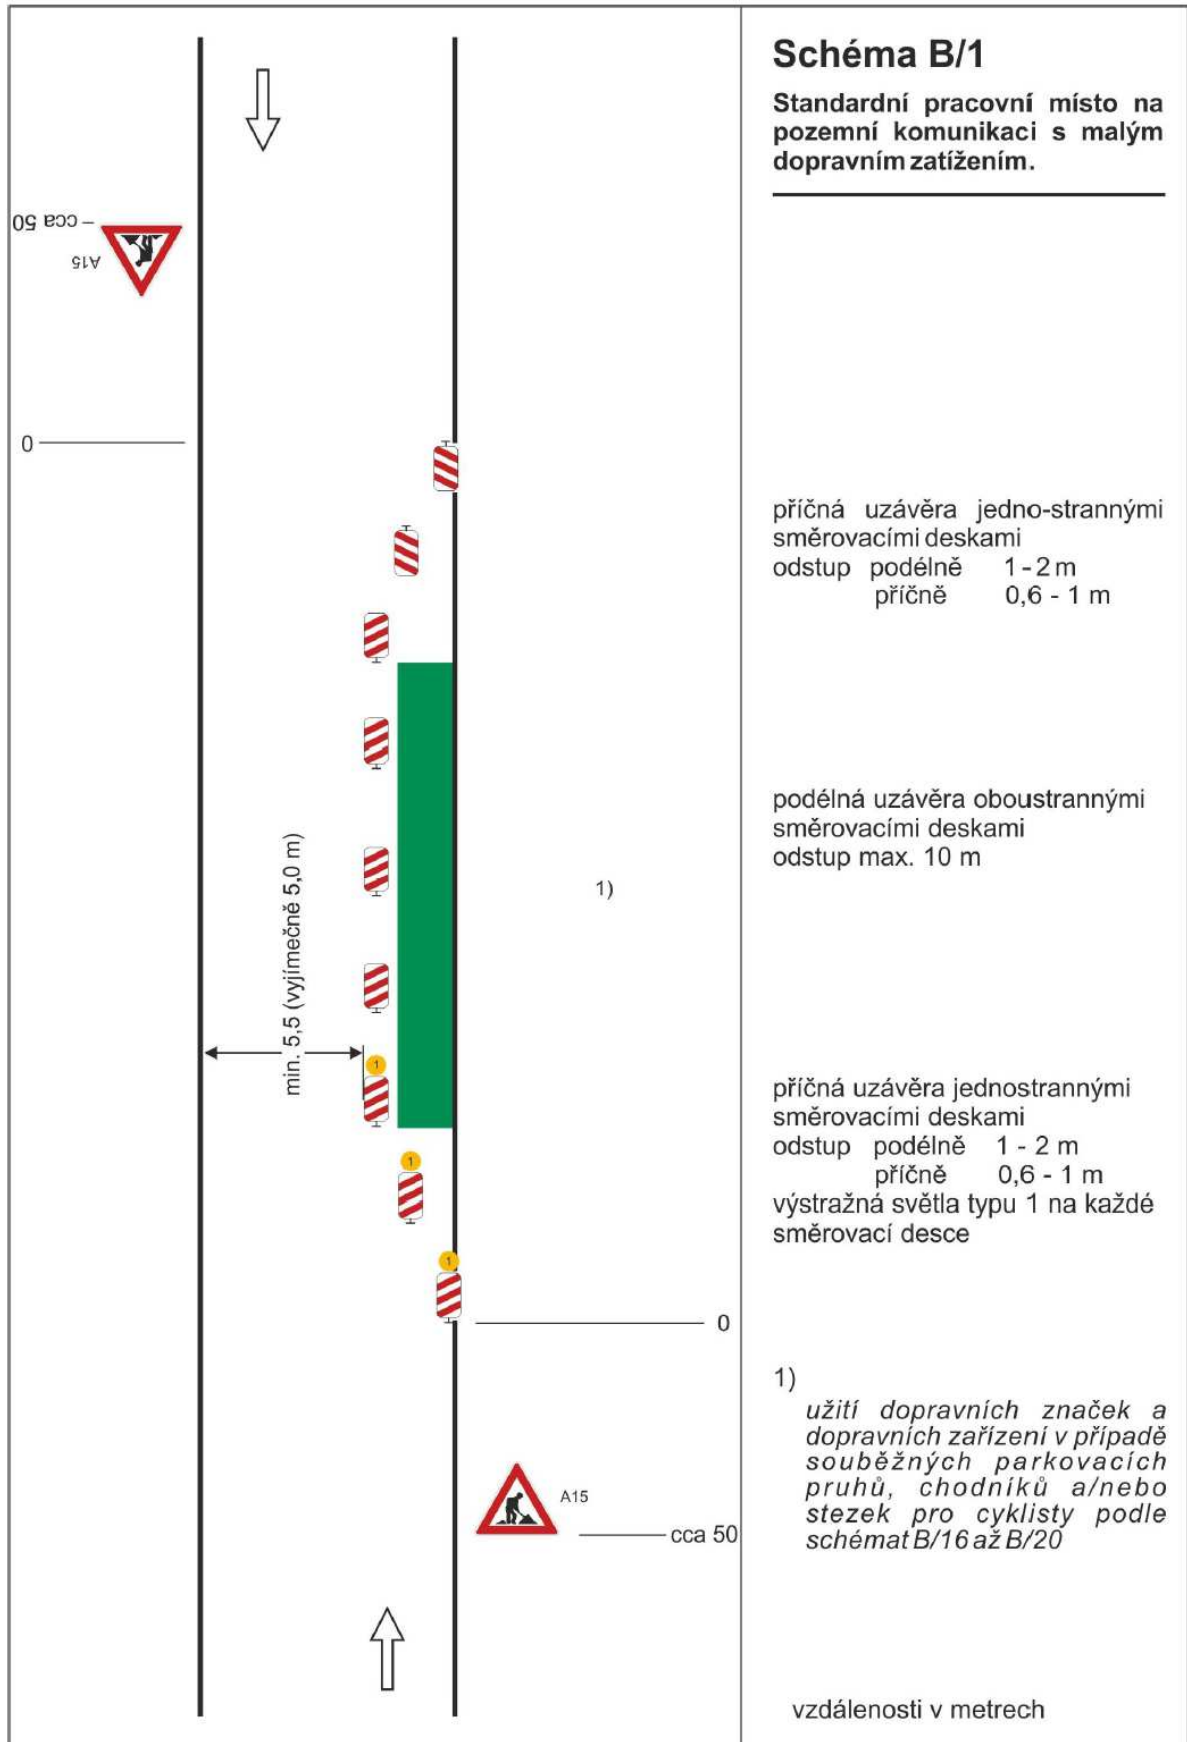 Schéma B/1
Standardní pracovní místo na
pozemní komunikaci s malým
dopravním zatížením.
cca 50
A15
0
příčná uzávěra jedno-strannými
směrovacími deskami
odstup podélně 1 - 2 m
příčně 0,6 - 1 m
podélná uzávěra oboustrannými
směrovacími deskami
odstup max. 10 m
1)
min. 5,5 (vyjímečně 5,0 m)
1
1
1
příčná uzávěra jednostrannými
směrovacími deskami
odstup podélně 1 - 2 m
příčně 0,6 - 1 m
výstražná světla typu 1 na každé
směrovací desce
0
1)
užití dopravních značek a
dopravních zařízení v případě
souběžných parkovacích
pruhů, chodníků a/nebo
stezek pro cyklisty podle
schémat B/16 až B/20
A15
cca 50
vzdálenosti v metrech